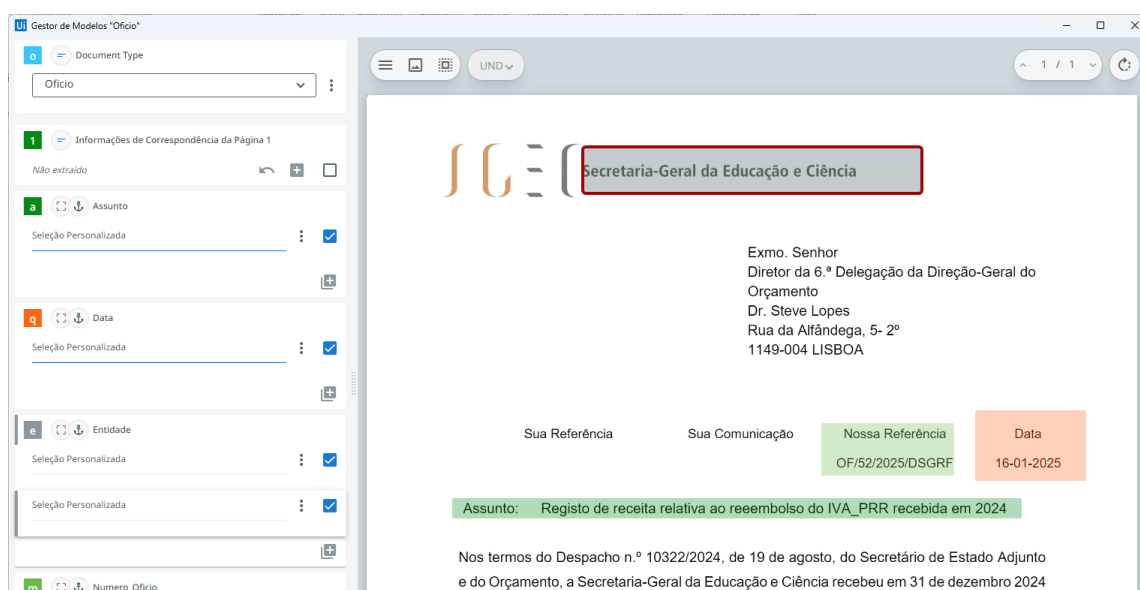 Ui Gestor de Modelos "Oficio"
o Document Type
Oficio
1 Informações de Correspondência da Página 1
Não extraído
a Assunto
Seleção Personalizada
q Data
Seleção Personalizada
e Entidade
Seleção Personalizada
Seleção Personalizada
m Numero_Oficio
UND
1 / 1
SGEC Secretaria-Geral da Educação e Ciência
Exmo. Senhor
Diretor da 6.ª Delegação da Direção-Geral do
Orçamento
Dr. Steve Lopes
Rua da Alfândega, 5- 2º
1149-004 LISBOA
Sua Referência Sua Comunicação Nossa Referência Data
OF/52/2025/DSGRF 16-01-2025
Assunto: Registo de receita relativa ao reeembolso do IVA_PRR recebida em 2024
Nos termos do Despacho n.º 10322/2024, de 19 de agosto, do Secretário de Estado Adjunto
e do Orçamento, a Secretaria-Geral da Educação e Ciência recebeu em 31 de dezembro 2024